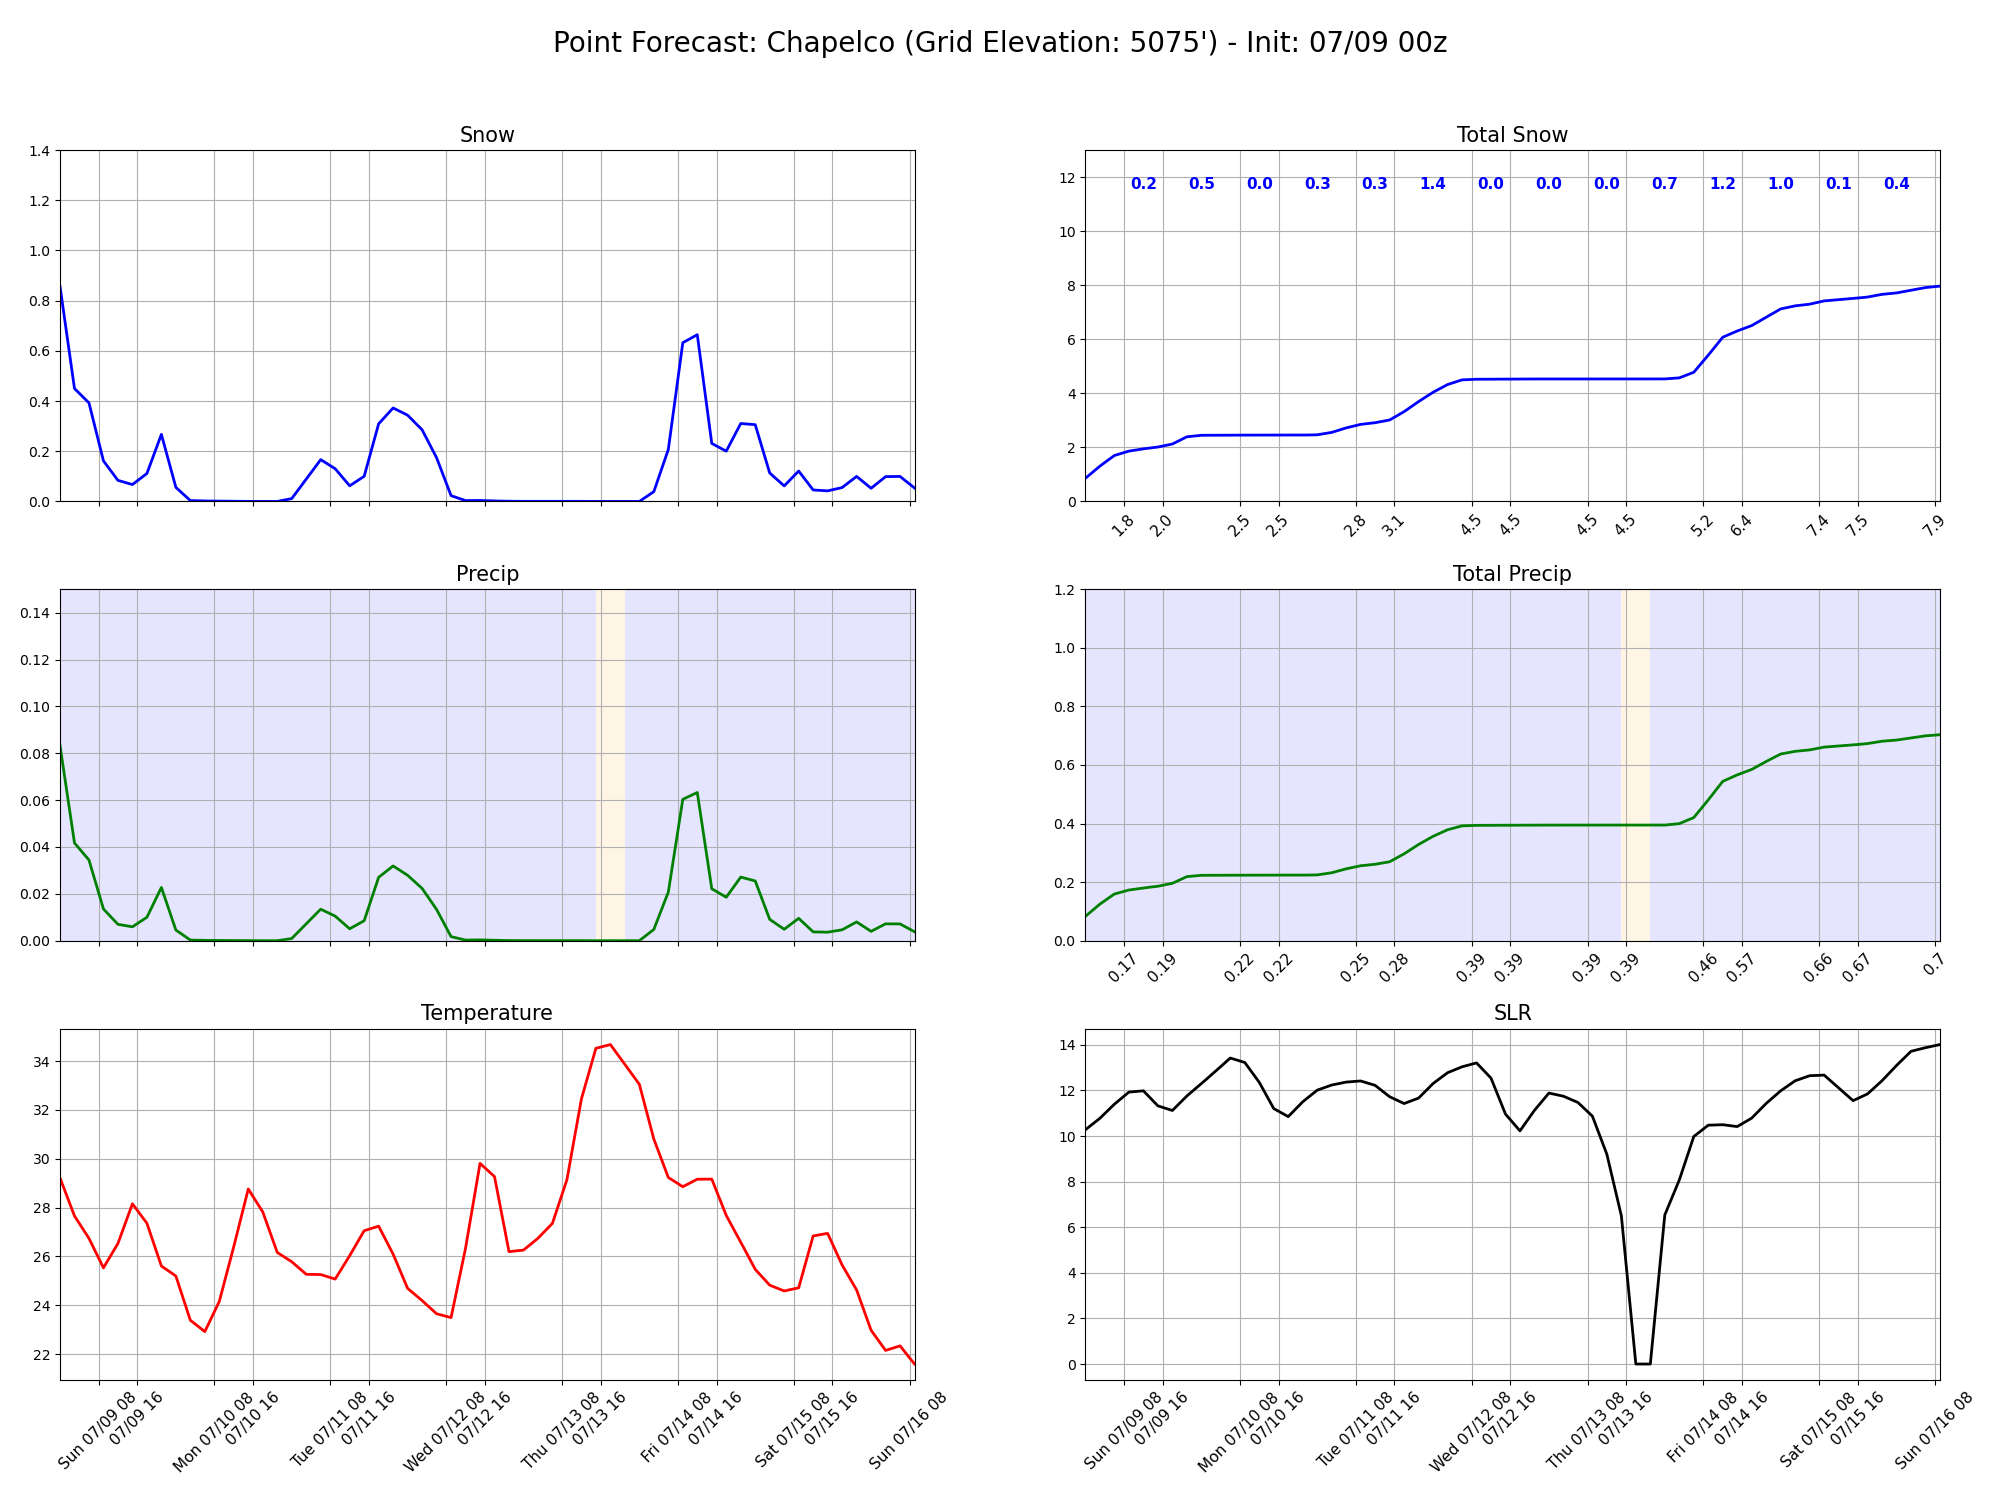 Point Forecast: Chapelco (Grid Elevation: 5075') - Init: 07/09 00z
Snow
1.4
1.2
1.0
0.8
0.6
0.4
0.2
0.0
Total Snow
12
10
8
6
4
2
0
0.2 0.5 0.0 0.3 0.3 1.4 0.0 0.0 0.0 0.7 1.2 1.0 0.1 0.4
1.8 2.0 2.5 2.5 2.8 3.1 4.5 4.5 4.5 4.5 5.2 6.4 7.4 7.5 7.9
Precip
0.14
0.12
0.10
0.08
0.06
0.04
0.02
0.00
Total Precip
1.2
1.0
0.8
0.6
0.4
0.2
0.0
0.17 0.19 0.22 0.22 0.25 0.28 0.39 0.39 0.39 0.39 0.46 0.57 0.66 0.67 0.7
Temperature
34
32
30
28
26
24
22
Sun 07/09 08
07/09 16
Mon 07/10 08
07/10 16
Tue 07/11 08
07/11 16
Wed 07/12 08
07/12 16
Thu 07/13 08
07/13 16
Fri 07/14 08
07/14 16
Sat 07/15 08
07/15 16
Sun 07/16 08
SLR
14
12
10
8
6
4
2
0
Sun 07/09 08
07/09 16
Mon 07/10 08
07/10 16
Tue 07/11 08
07/11 16
Wed 07/12 08
07/12 16
Thu 07/13 08
07/13 16
Fri 07/14 08
07/14 16
Sat 07/15 08
07/15 16
Sun 07/16 08